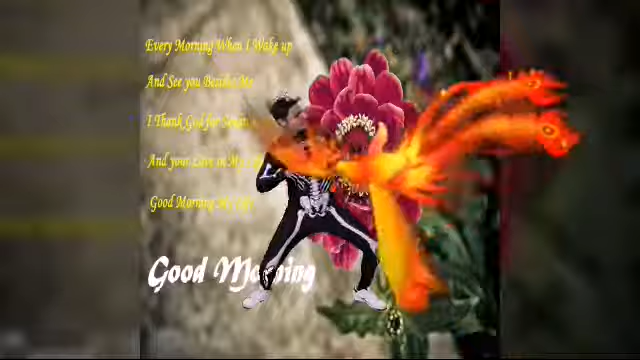 Every Morning When I Wake up
And See you Beside Me
I Thank God for
And your Love in My
Good Morning My
Good Morning